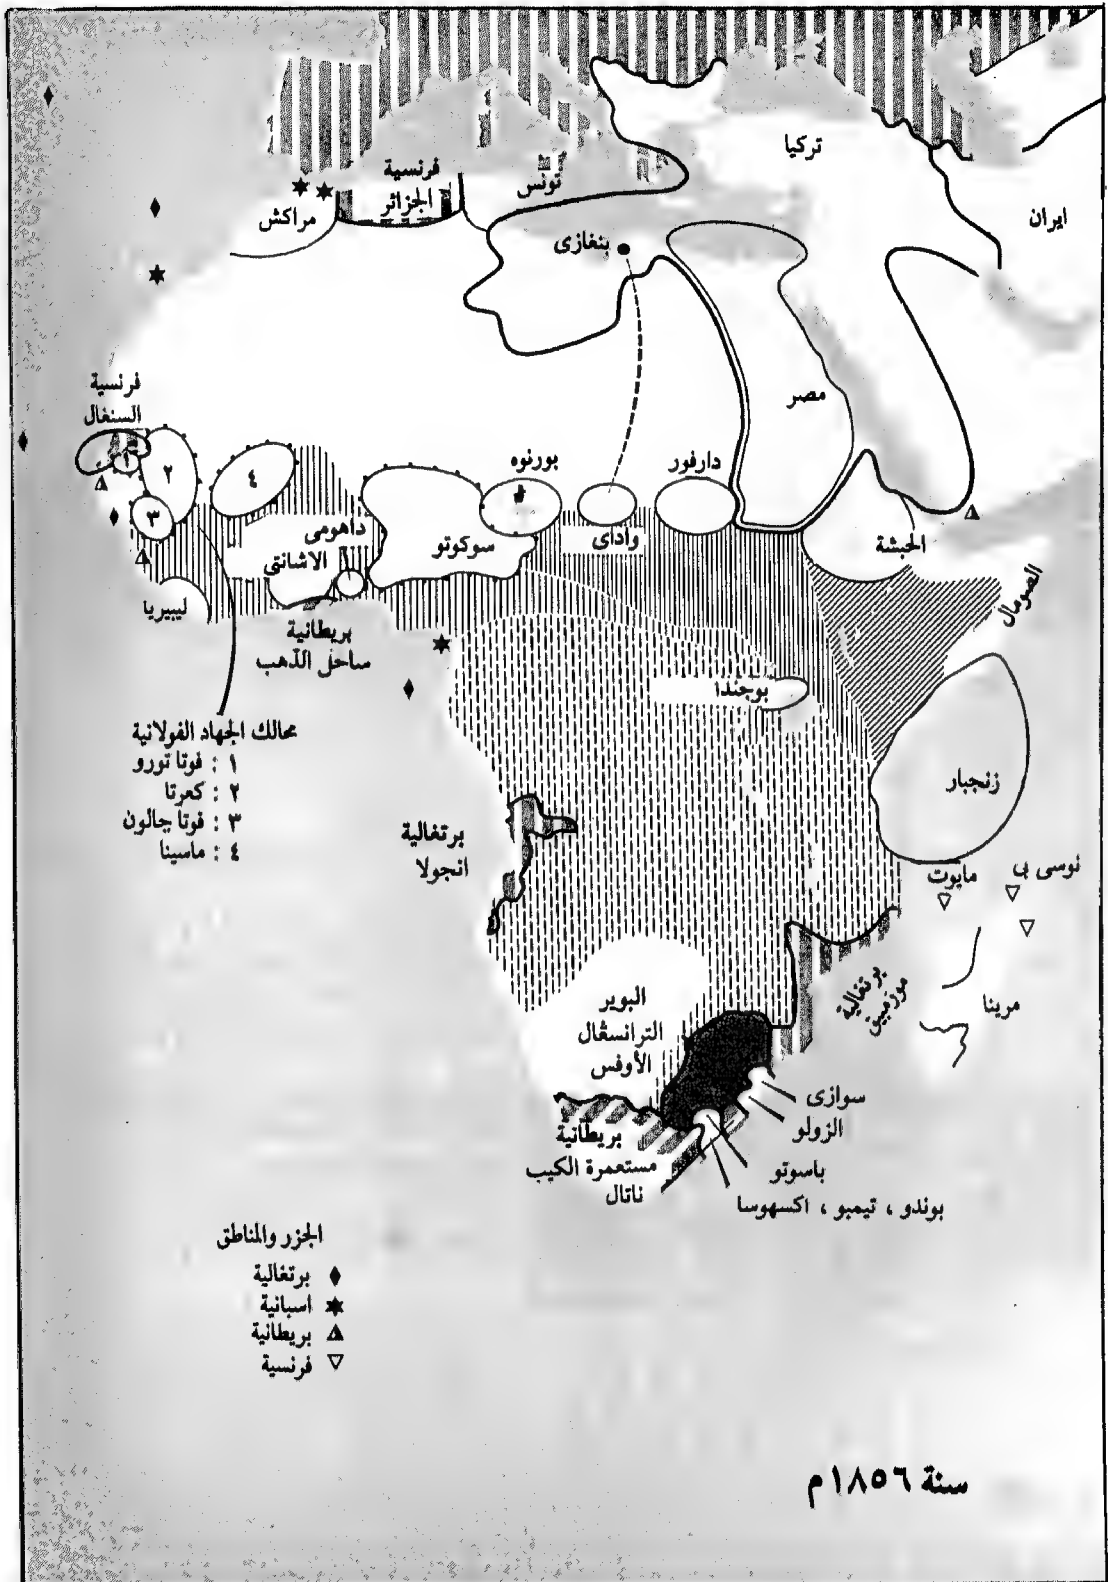 تركيا
ايران
فرنسية
الجزائر
تونس
مراكش
بنغازى
مصر
فرنسية
السنغال
١
٢
٣
٤
بورنوه
دارفور
واداى
سوكوتو
داهومى
الاشانتى
الحبشة
الصومال
ليبيريا
بريطانية
ساحل الذهب
بوجندا
زنجبار
ممالك الجهاد الفولانية
١ : فوتا تورو
٢ : كعرتا
٣ : فوتا جالون
٤ : ماسينا
برتغالية
انجولا
مايوت
نوسى بى
برتغالية
موزمبيق
مرينا
البوير
الترانسڤال
الأوفس
سوازى
الزولو
باسوتو
بوندو ، تيمبو ، اكسهوسا
بريطانية
مستعمرة الكيب
ناتال
الجزر والمناطق
برتغالية
اسبانية
بريطانية
فرنسية
سنة ١٨٥٦م